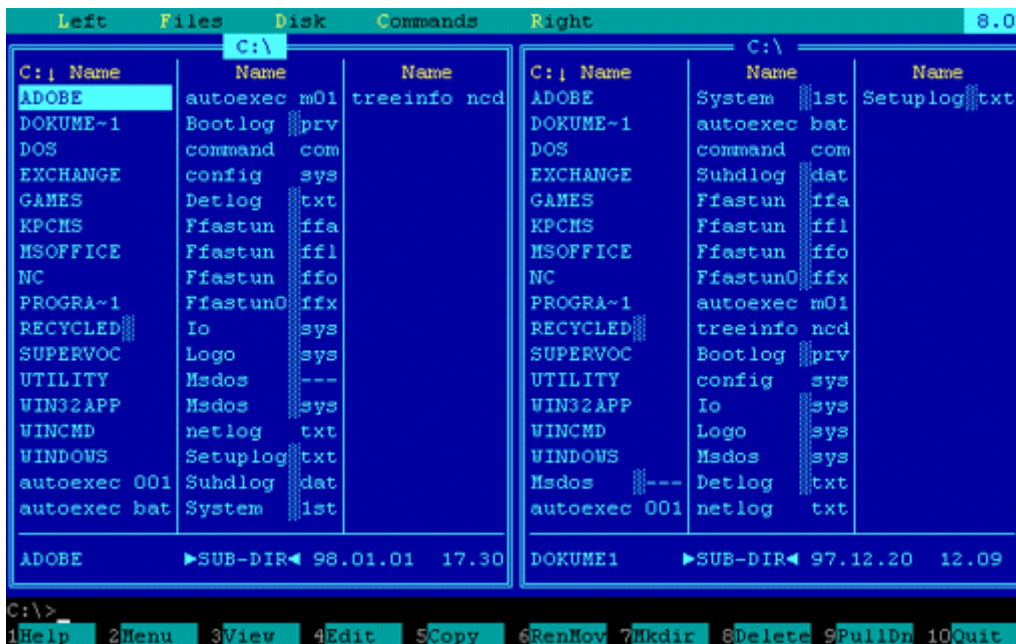 Left Files Disk Commands Right 8.0
C:\ C:\
C:↓ Name Name Name C:↓ Name Name Name
ADOBE autoexec m01 treeinfo ncd ADOBE System ░1st Setuplog░txt
DOKUME~1 Bootlog ░prv DOKUME~1 autoexec bat
DOS command com DOS command com
EXCHANGE config sys EXCHANGE Suhdlog ░dat
GAMES Detlog ░txt GAMES Ffastun ░ffa
KPCMS Ffastun ░ffa KPCMS Ffastun ░ffl
MSOFFICE Ffastun ░ffl MSOFFICE Ffastun ░ffo
NC Ffastun ░ffo NC Ffastun0░ffx
PROGRA~1 Ffastun0░ffx PROGRA~1 autoexec m01
RECYCLED░ Io ░sys RECYCLED░ treeinfo ncd
SUPERVOC Logo ░sys SUPERVOC Bootlog ░prv
UTILITY Msdos ░--- UTILITY config sys
WIN32APP Msdos ░sys WIN32APP Io ░sys
WINCMD netlog txt WINCMD Logo ░sys
WINDOWS Setuplog░txt WINDOWS Msdos ░sys
autoexec 001 Suhdlog ░dat Msdos ░--- Detlog ░txt
autoexec bat System ░1st autoexec 001 netlog txt
ADOBE ►SUB-DIR◄ 98.01.01 17.30 DOKUME1 ►SUB-DIR◄ 97.12.20 12.09
C:\>_
1Help 2Menu 3View 4Edit 5Copy 6RenMov 7Mkdir 8Delete 9PullDn 10Quit